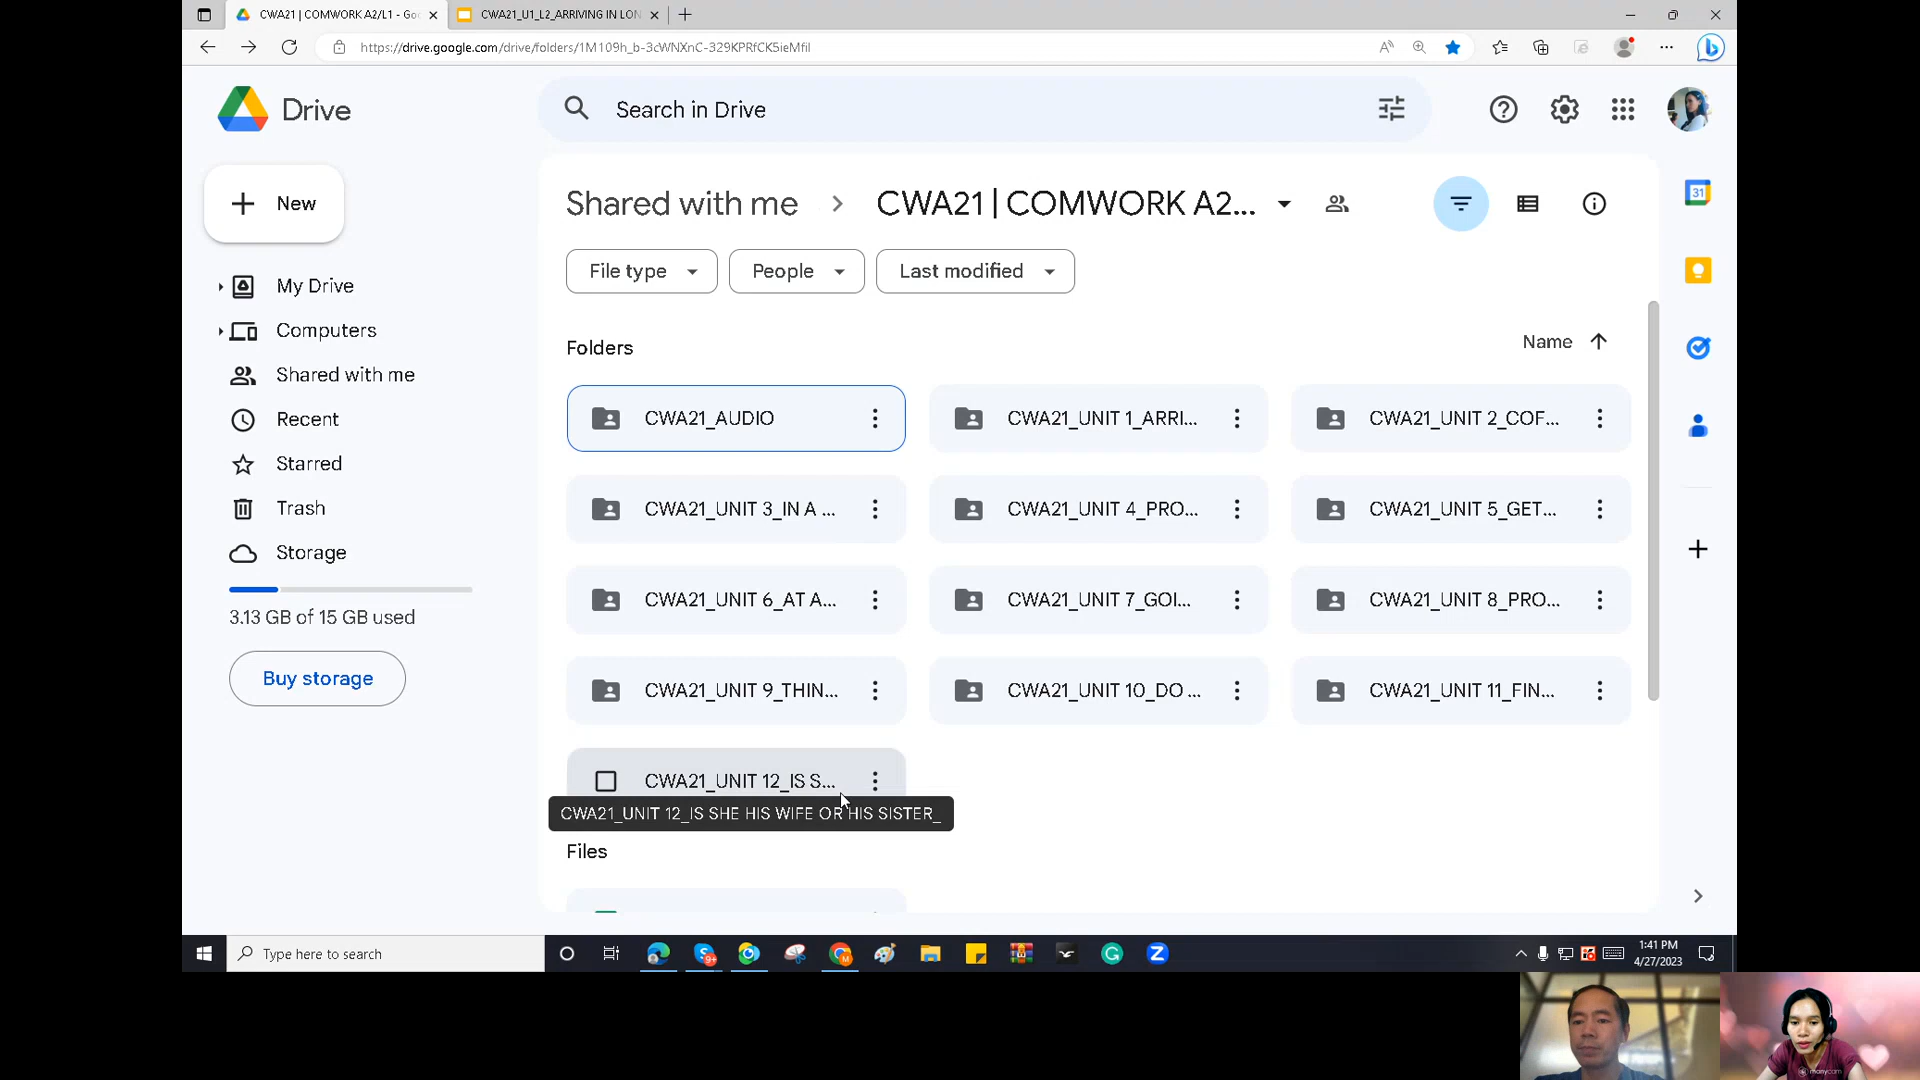 CWA21 | COMWORK A2/L1 - Goo
CWA21_U1_L2_ARRIVING IN LON
https://drive.google.com/drive/folders/1M109h_b-3cWNXnC-329KPRfCK5ieMfil
Drive
Search in Drive
New
Shared with me
CWA21 | COMWORK A2...
File type
People
Last modified
My Drive
Computers
Shared with me
Recent
Starred
Trash
Storage
3.13 GB of 15 GB used
Buy storage
Folders
Name
CWA21_AUDIO
CWA21_UNIT 1_ARRI...
CWA21_UNIT 2_COF...
CWA21_UNIT 3_IN A ...
CWA21_UNIT 4_PRO...
CWA21_UNIT 5_GET...
CWA21_UNIT 6_AT A...
CWA21_UNIT 7_GOI...
CWA21_UNIT 8_PRO...
CWA21_UNIT 9_THIN...
CWA21_UNIT 10_DO ...
CWA21_UNIT 11_FIN...
CWA21_UNIT 12_IS S...
CWA21_UNIT 12_IS SHE HIS WIFE OR HIS SISTER_
Files
31
Type here to search
1:41 PM
4/27/2023
manycam